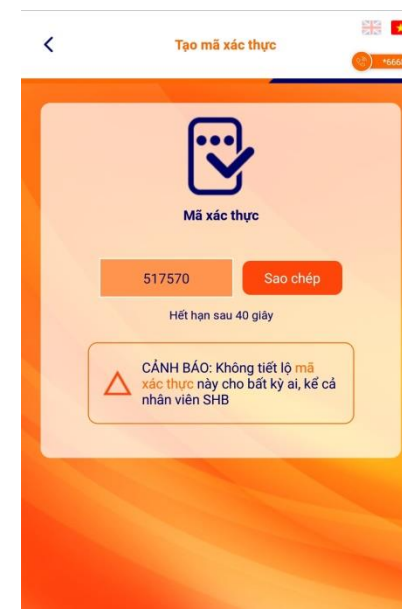 Tạo mã xác thực
*666
Mã xác thực
517570
Sao chép
Hết hạn sau 40 giây
CẢNH BÁO: Không tiết lộ mã
xác thực này cho bất kỳ ai, kể cả
nhân viên SHB